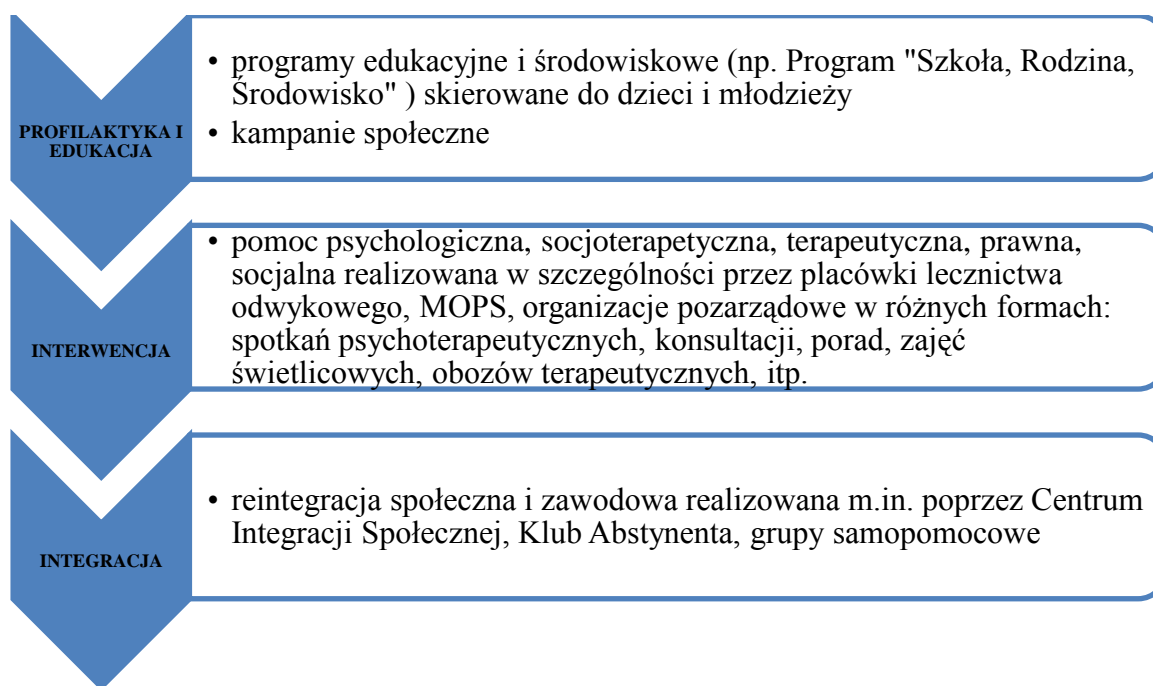 PROFILAKTYKA I
EDUKACJA
• programy edukacyjne i środowiskowe (np. Program "Szkoła, Rodzina,
Środowisko" ) skierowane do dzieci i młodzieży
• kampanie społeczne
INTERWENCJA
• pomoc psychologiczna, socjoterapetyczna, terapeutyczna, prawna,
socjalna realizowana w szczególności przez placówki lecznictwa
odwykowego, MOPS, organizacje pozarządowe w różnych formach:
spotkań psychoterapeutycznych, konsultacji, porad, zajęć
świetlicowych, obozów terapeutycznych, itp.
INTEGRACJA
• reintegracja społeczna i zawodowa realizowana m.in. poprzez Centrum
Integracji Społecznej, Klub Abstynenta, grupy samopomocowe